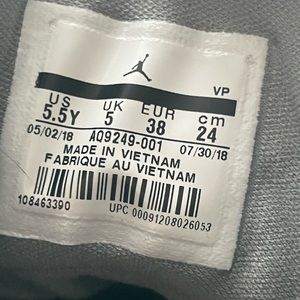 VP
US UK EUR cm
5.5Y 5 38 24
05/02/18 AQ9249-001 07/30/18
MADE IN VIETNAM
FABRIQUE AU VIETNAM
108463390
UPC 00091208026053